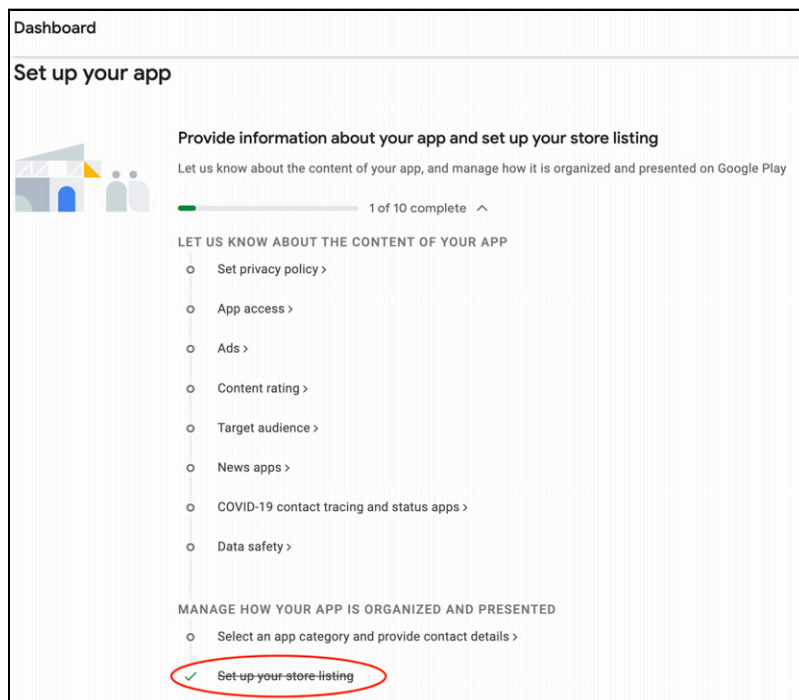 Dashboard
Set up your app
Provide information about your app and set up your store listing
Let us know about the content of your app, and manage how it is organized and presented on Google Play
1 of 10 complete
LET US KNOW ABOUT THE CONTENT OF YOUR APP
Set privacy policy >
App access >
Ads >
Content rating >
Target audience >
News apps >
COVID-19 contact tracing and status apps >
Data safety >
MANAGE HOW YOUR APP IS ORGANIZED AND PRESENTED
Select an app category and provide contact details >
Set up your store listing